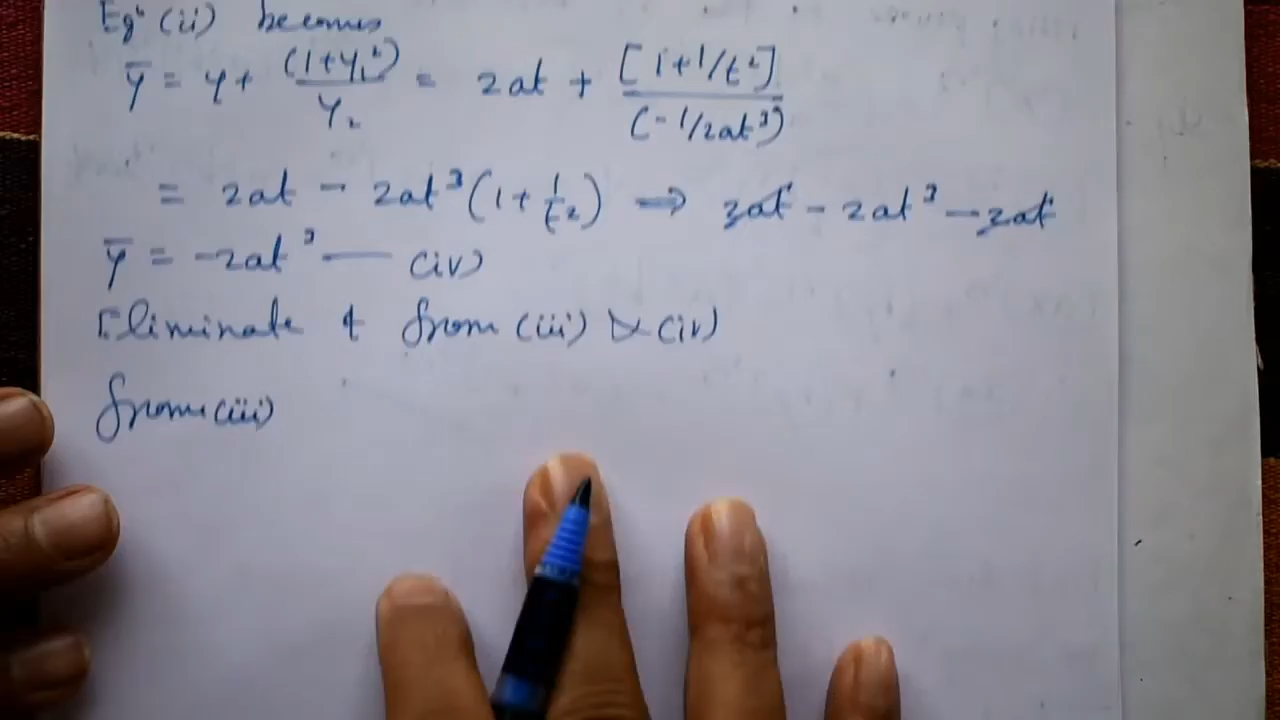 Eqⁿ (ii) becomes
ȳ = y + (1+y₁²)/y₂ = 2at + [1+1/t²]/(-1/2at³)
= 2at - 2at³(1+1/t²) ⇒ 2at - 2at³ - 2at
ȳ = -2at³ — (iv)
Eliminate t from (iii) & (iv)
from (iii)